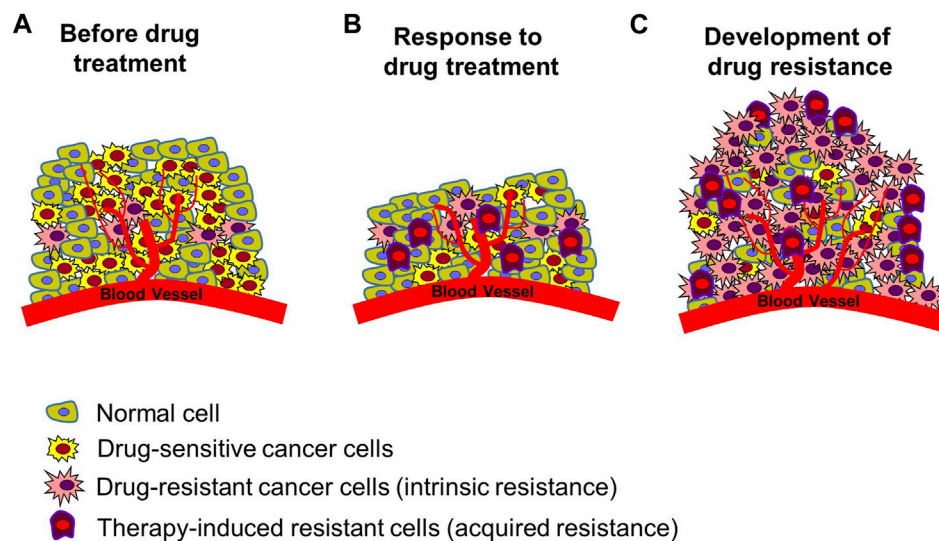 A
Before drug
treatment
B
Response to
drug treatment
C
Development of
drug resistance
Blood Vessel
Blood Vessel
Blood Vessel
Normal cell
Drug-sensitive cancer cells
Drug-resistant cancer cells (intrinsic resistance)
Therapy-induced resistant cells (acquired resistance)